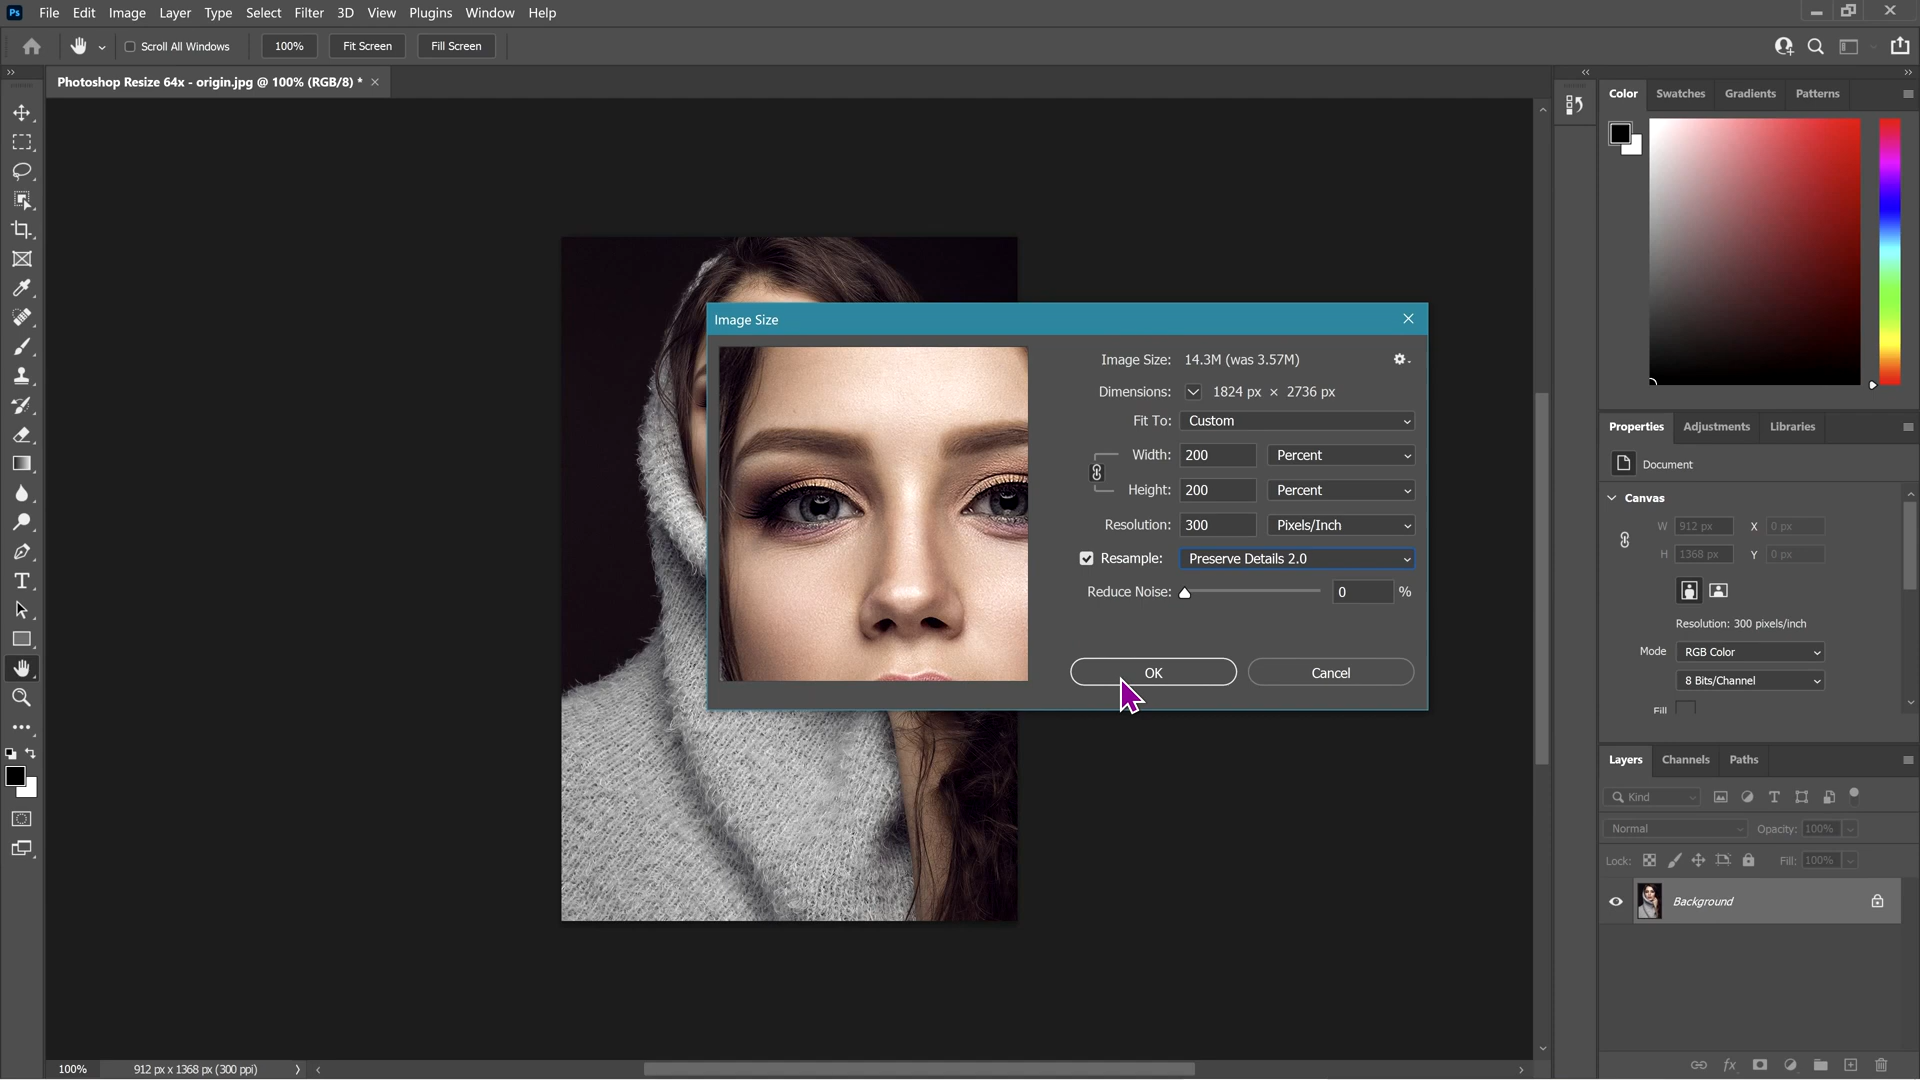 Ps File Edit Image Layer Type Select Filter 3D View Plugins Window Help
Scroll All Windows 100% Fit Screen Fill Screen
Photoshop Resize 64x - origin.jpg @ 100% (RGB/8) *
Color Swatches Gradients Patterns
Image Size
Image Size: 14.3M (was 3.57M)
Dimensions: 1824 px × 2736 px
Fit To: Custom
Width: 200 Percent
Height: 200 Percent
Resolution: 300 Pixels/Inch
Resample: Preserve Details 2.0
Reduce Noise: 0 %
OK Cancel
Properties Adjustments Libraries
Document
Canvas
W 912 px X 0 px
H 1368 px Y 0 px
Resolution: 300 pixels/inch
Mode RGB Color
8 Bits/Channel
Fill
Layers Channels Paths
Kind
Normal Opacity: 100%
Lock: Fill: 100%
Background
fx
100% 912 px x 1368 px (300 ppi)